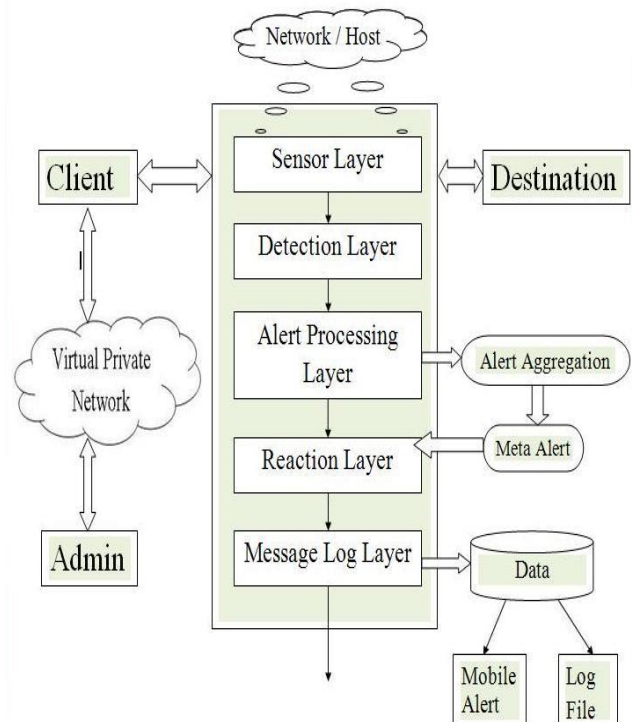 Network / Host
Sensor Layer
Client
Destination
Detection Layer
Alert Processing
Layer
Alert Aggregation
Virtual Private
Network
Meta Alert
Reaction Layer
Admin
Message Log Layer
Data
Mobile
Alert
Log
File